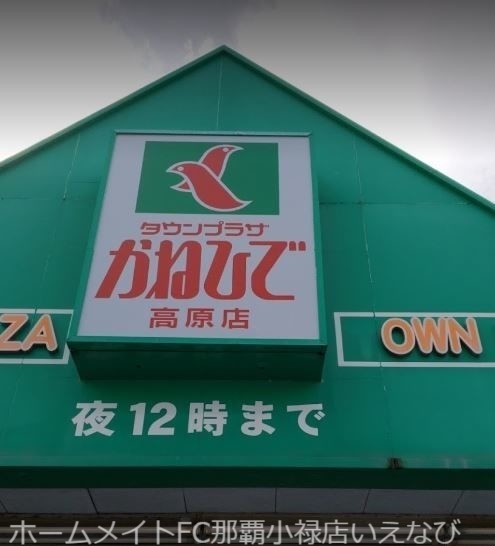 タウンプラザ
かねひで
高原店
ZA
OWN
夜12時まで
ホームメイトFC那覇小禄店いえなび